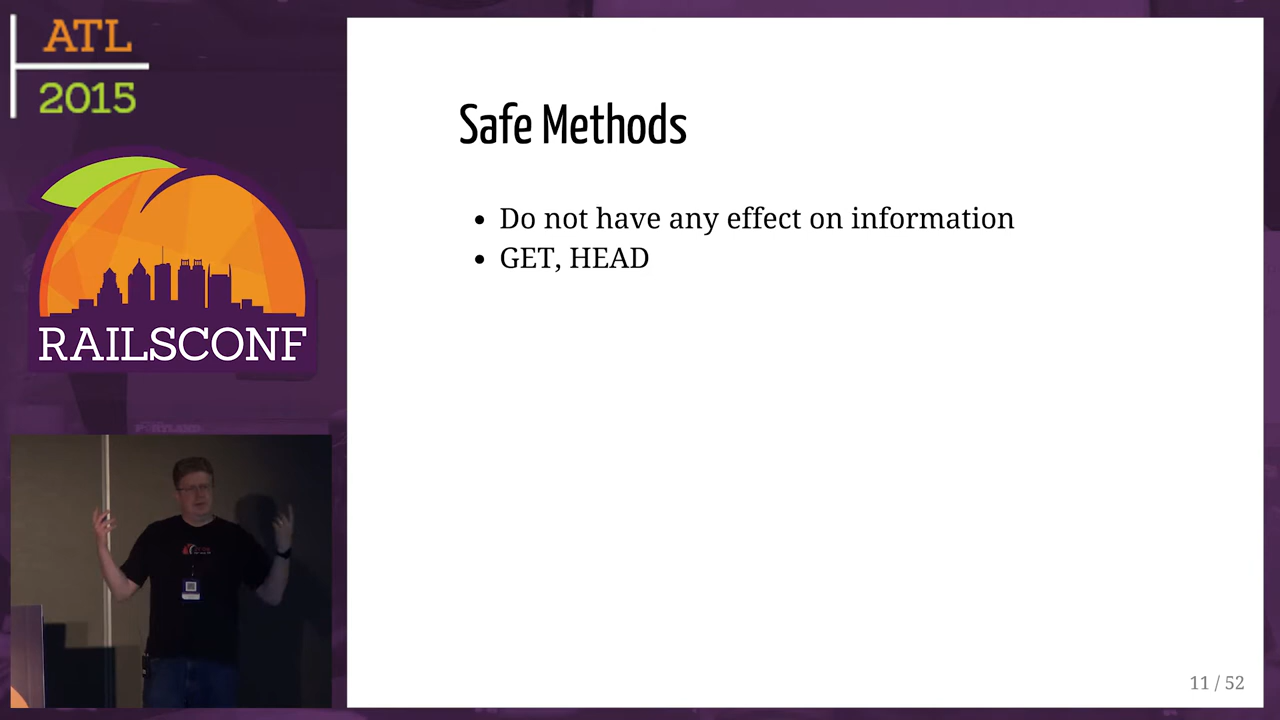 ATL
2015
RAILSCONF
Safe Methods
• Do not have any effect on information
• GET, HEAD
11 / 52